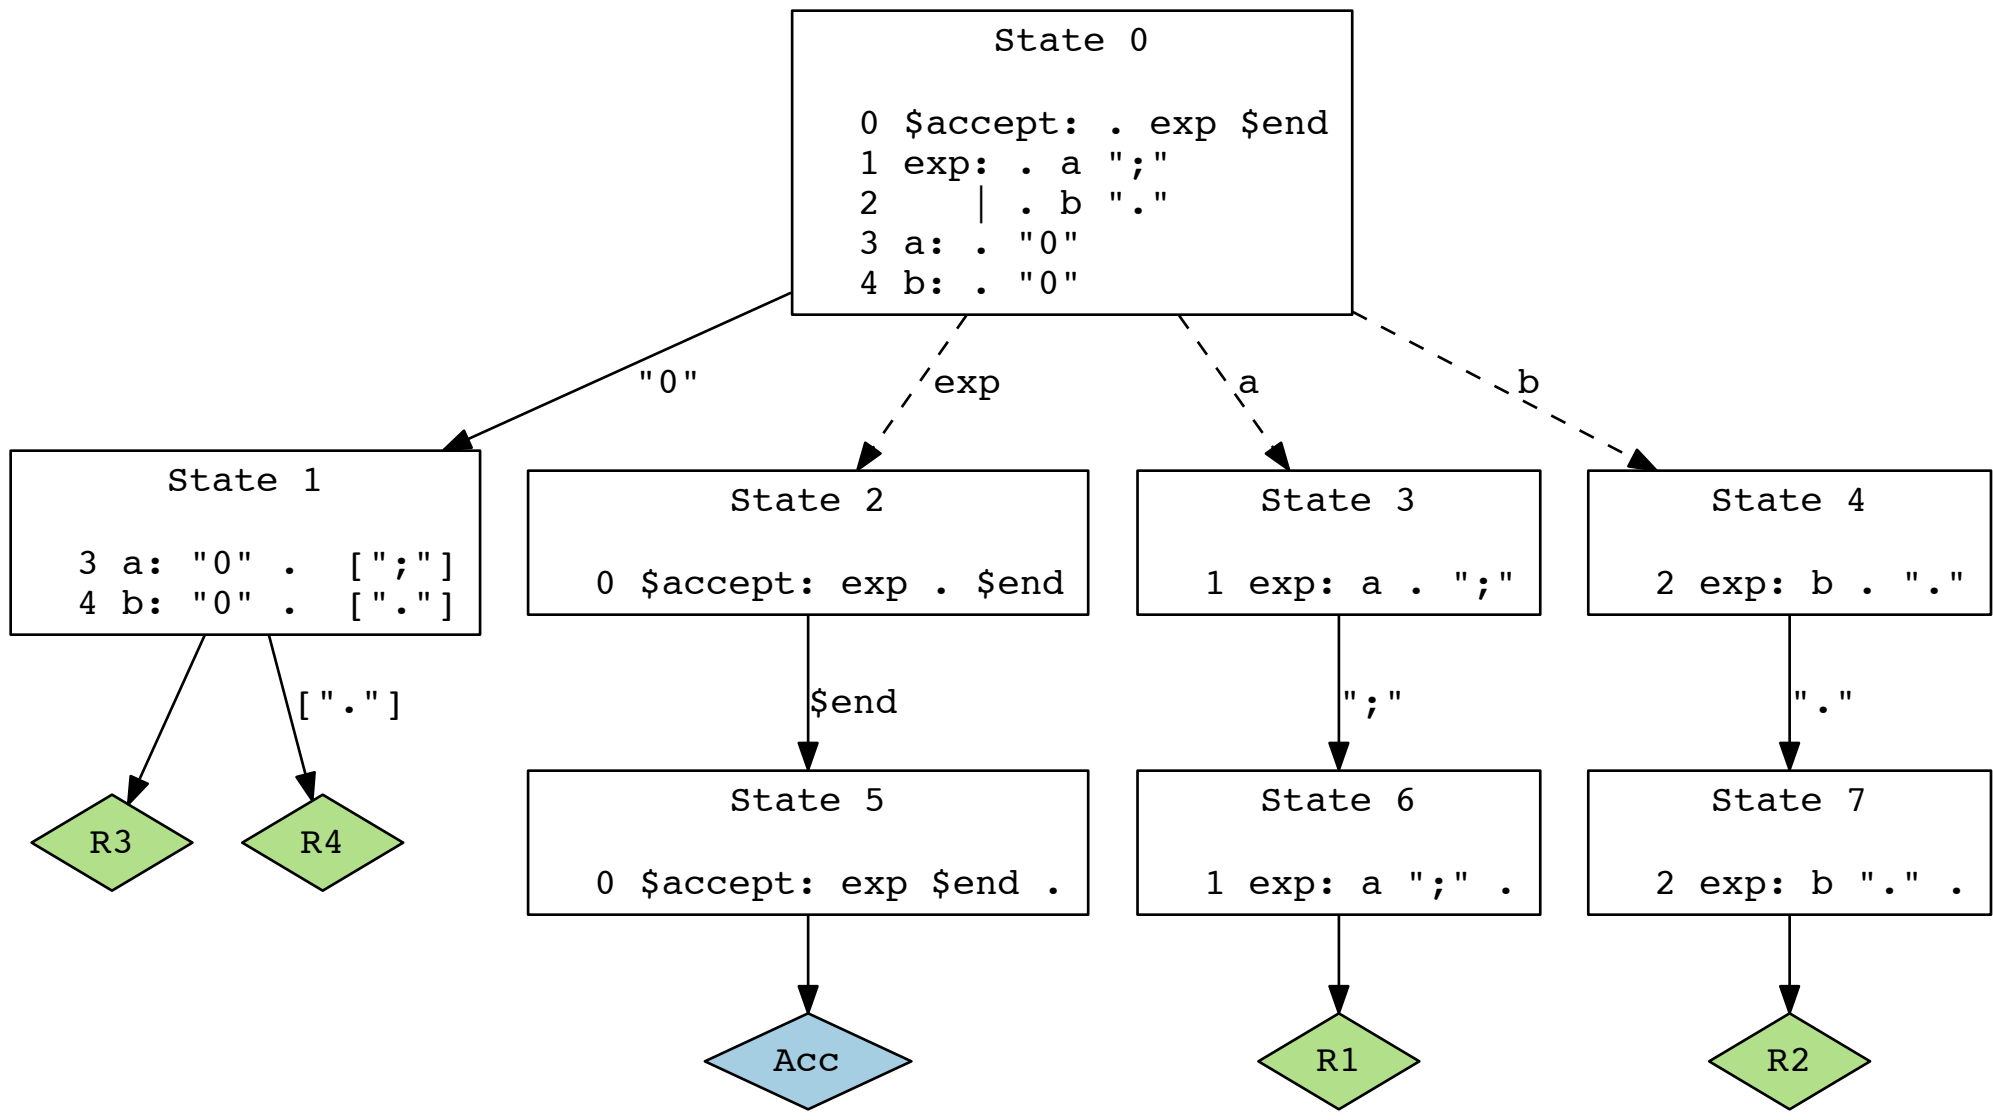 State 0
0 $accept: . exp $end
1 exp: . a ";"
2    | . b "."
3 a: . "0"
4 b: . "0"
"0"
exp
a
b
State 1
3 a: "0" .  [";"]
4 b: "0" .  ["."]
State 2
0 $accept: exp . $end
State 3
1 exp: a . ";"
State 4
2 exp: b . "."
["."]
$end
";"
"."
R3
R4
State 5
0 $accept: exp $end .
State 6
1 exp: a ";" .
State 7
2 exp: b "." .
Acc
R1
R2